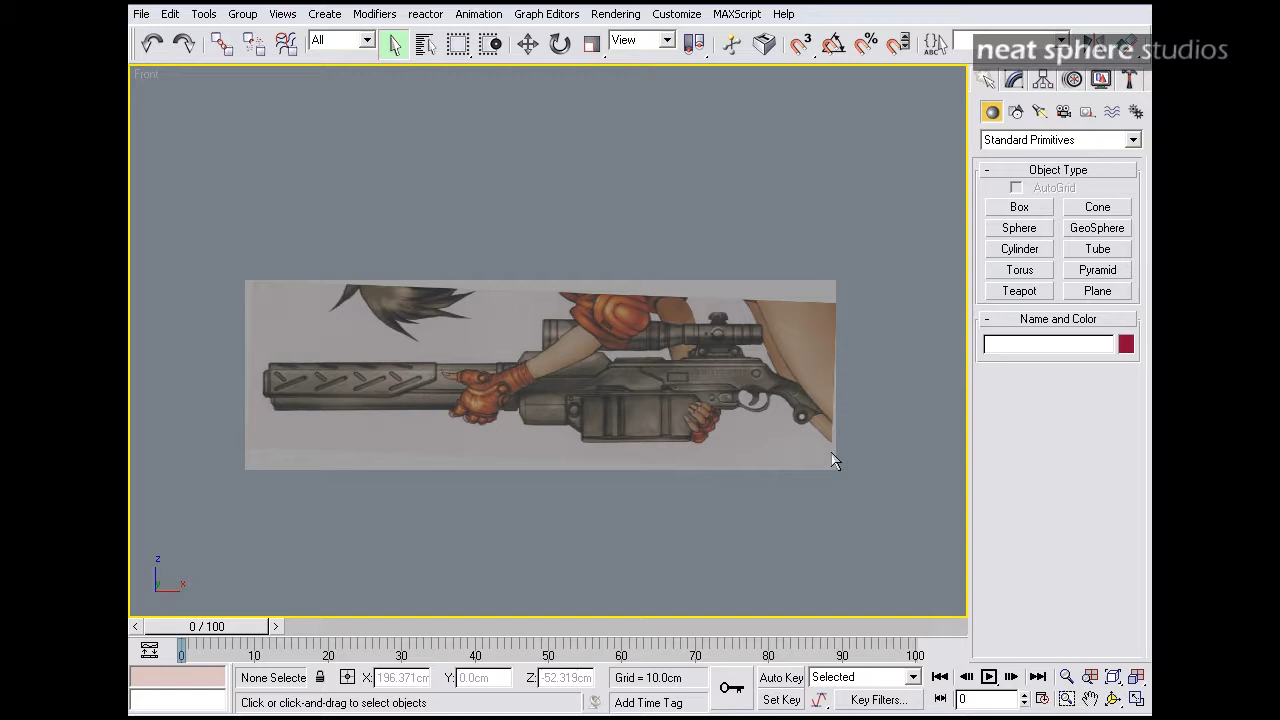 File Edit Tools Group Views Create Modifiers reactor Animation Graph Editors Rendering Customize MAXScript Help
All View ABC
neat sphere studios
Front
Standard Primitives
- Object Type
AutoGrid
Box Cone
Sphere GeoSphere
Cylinder Tube
Torus Pyramid
Teapot Plane
- Name and Color
z
y x
< 0 / 100 >
0 10 20 30 40 50 60 70 80 90 100
None Selecte X: 196.371cm Y: 0.0cm Z: -52.319cm Grid = 10.0cm Auto Key Selected
Click or click-and-drag to select objects Add Time Tag Set Key Key Filters... 0